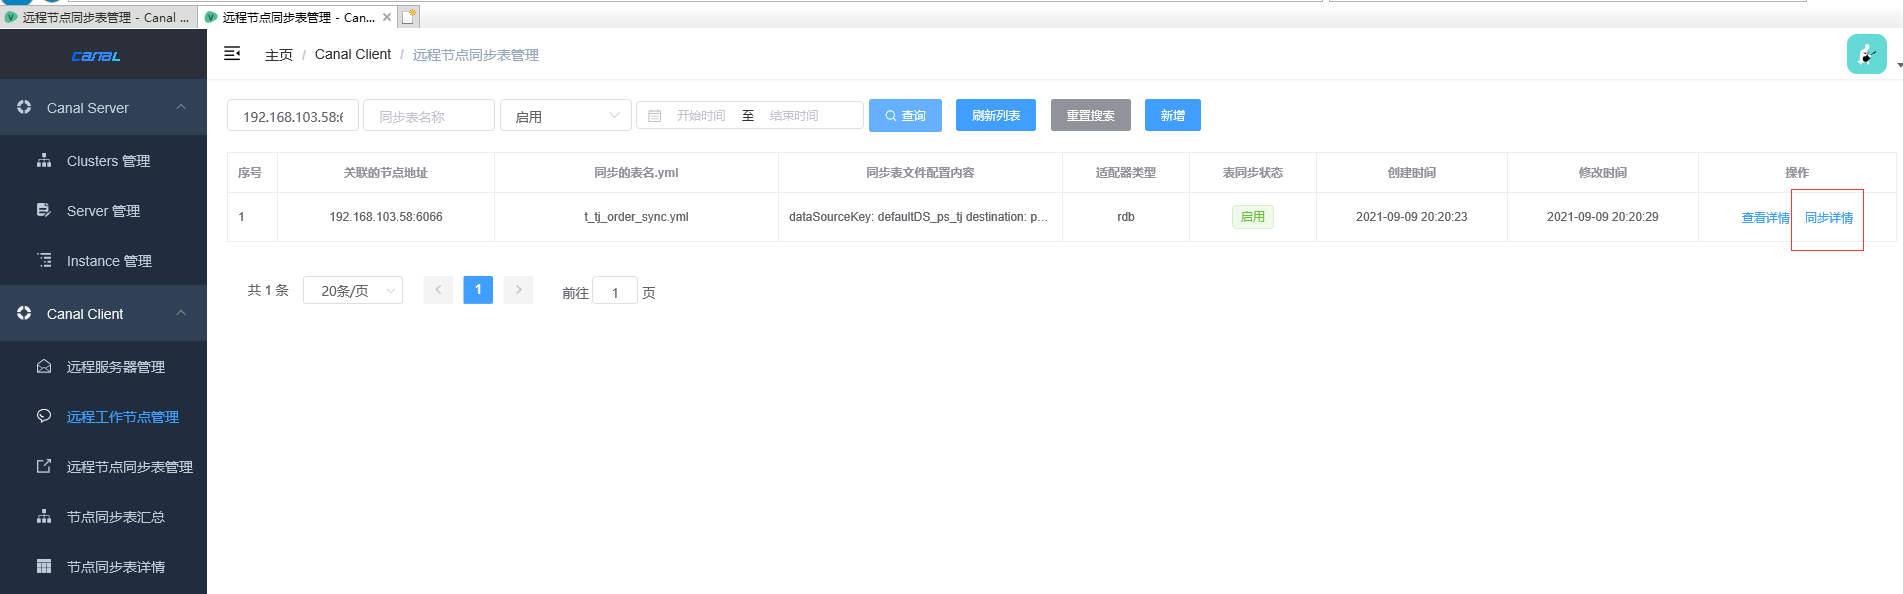 远程节点同步表管理 - Canal ...
远程节点同步表管理 - Can...
canal
Canal Server
Clusters 管理
Server 管理
Instance 管理
Canal Client
远程服务器管理
远程工作节点管理
远程节点同步表管理
节点同步表汇总
节点同步表详情
主页 / Canal Client / 远程节点同步表管理
192.168.103.58:6 同步表名称 启用 开始时间 至 结束时间 查询 刷新列表 重置搜索 新增
序号 关联的节点地址 同步的表名.yml 同步表文件配置内容 适配器类型 表同步状态 创建时间 修改时间 操作
1 192.168.103.58:6066 t_tj_order_sync.yml dataSourceKey: defaultDS_ps_tj destination: p... rdb 启用 2021-09-09 20:20:23 2021-09-09 20:20:29 查看详情 同步详情
共 1 条 20条/页 < 1 > 前往 1 页